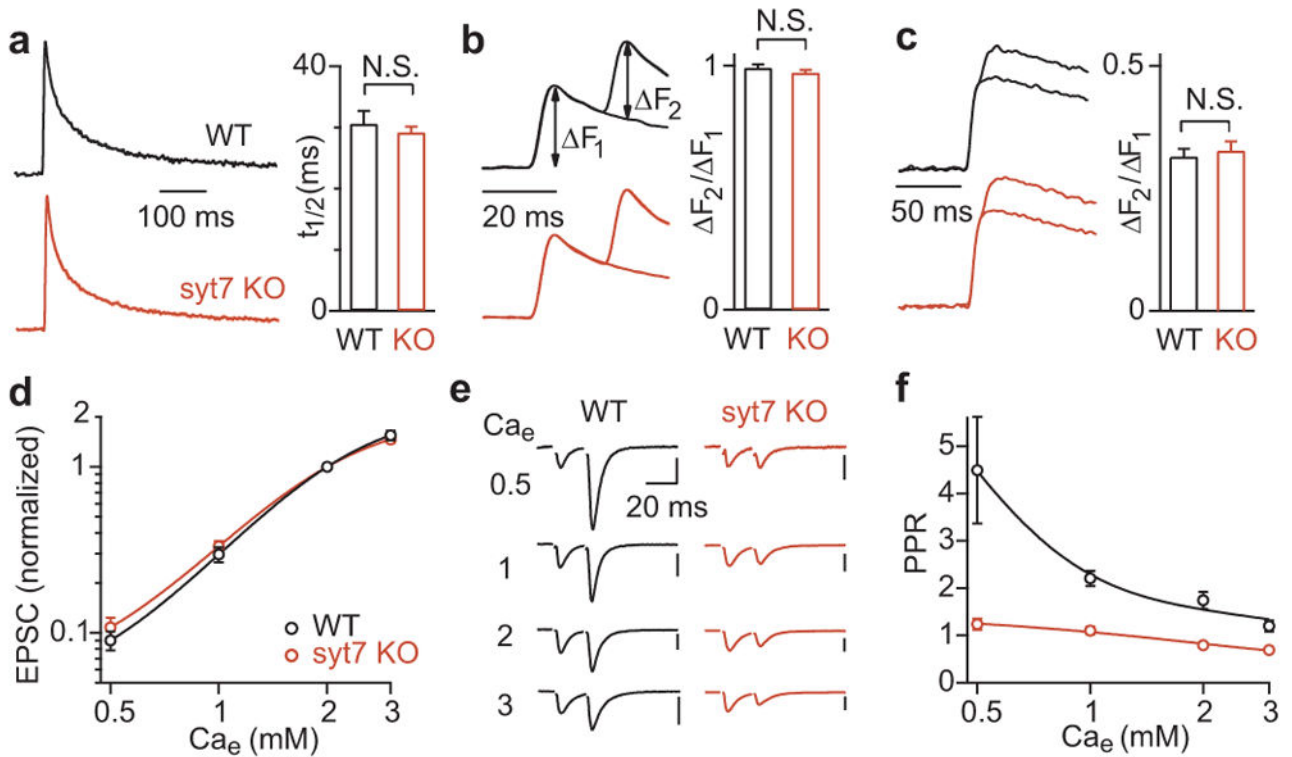 a
WT
100 ms
syt7 KO
40
N.S.
t1/2(ms)
0
WT KO
b
ΔF1
ΔF2
20 ms
N.S.
1
ΔF2/ΔF1
0
WT KO
c
50 ms
0.5
N.S.
ΔF2/ΔF1
0
WT KO
d
2
1
0.1
EPSC (normalized)
WT
syt7 KO
0.5 1 2 3
Cae (mM)
e
WT syt7 KO
Cae
0.5
20 ms
1
2
3
f
5
4
3
2
1
0
PPR
0.5 1 2 3
Cae (mM)